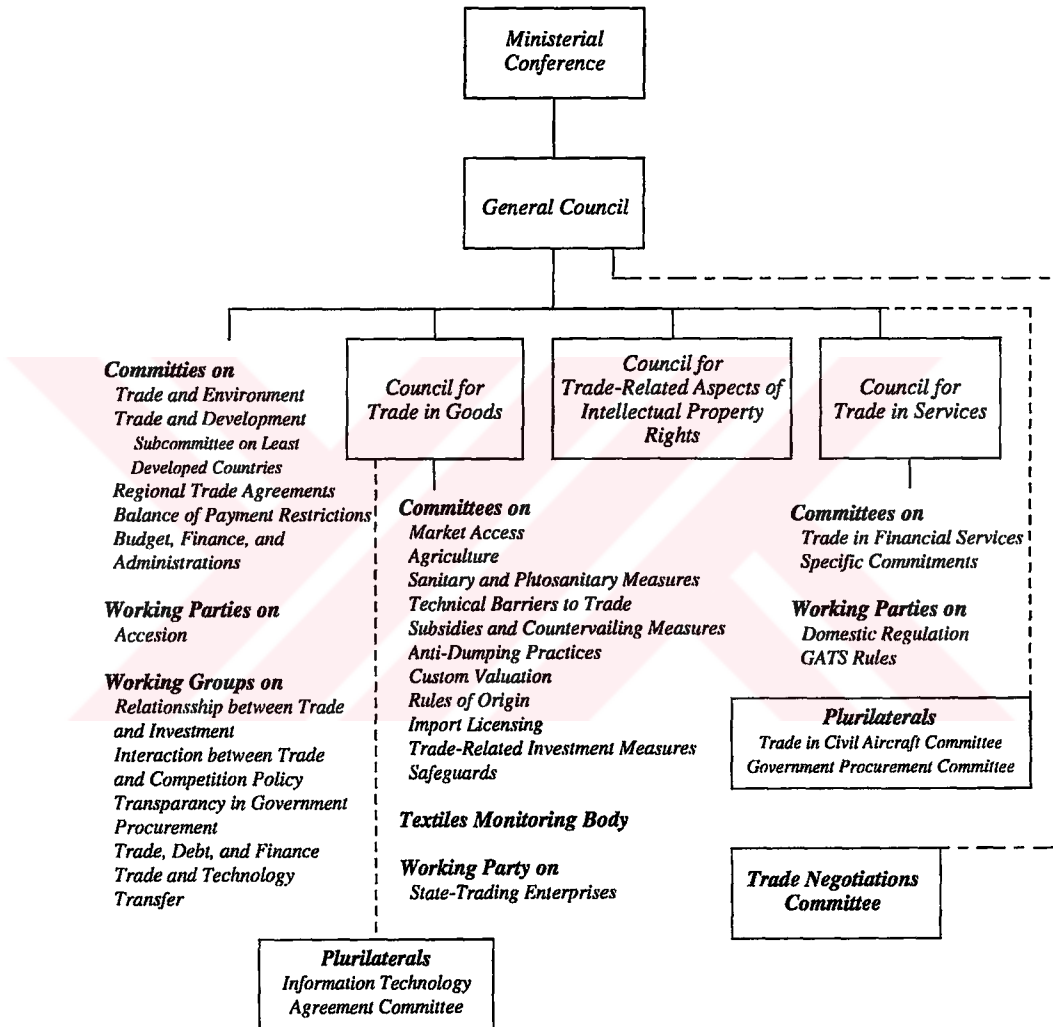 Ministerial
Conference
General Council
Committies on
Trade and Environment
Trade and Development
Subcommittee on Least
Developed Countries
Regional Trade Agreements
Balance of Payment Restrictions
Budget, Finance, and
Administrations
Working Parties on
Accesion
Working Groups on
Relationsship between Trade
and Investment
Interaction between Trade
and Competition Policy
Transparancy in Government
Procurement
Trade, Debt, and Finance
Trade and Technology
Transfer
Council for
Trade in Goods
Committees on
Market Access
Agriculture
Sanitary and Phtosanitary Measures
Technical Barriers to Trade
Subsidies and Countervailing Measures
Anti-Dumping Practices
Custom Valuation
Rules of Origin
Import Licensing
Trade-Related Investment Measures
Safeguards
Textiles Monitoring Body
Working Party on
State-Trading Enterprises
Plurilaterals
Information Technology
Agreement Committee
Council for
Trade-Related Aspects of
Intellectual Property
Rights
Council for
Trade in Services
Committees on
Trade in Financial Services
Specific Commitments
Working Parties on
Domestic Regulation
GATS Rules
Plurilaterals
Trade in Civil Aircraft Committee
Government Procurement Committee
Trade Negotiations
Committee